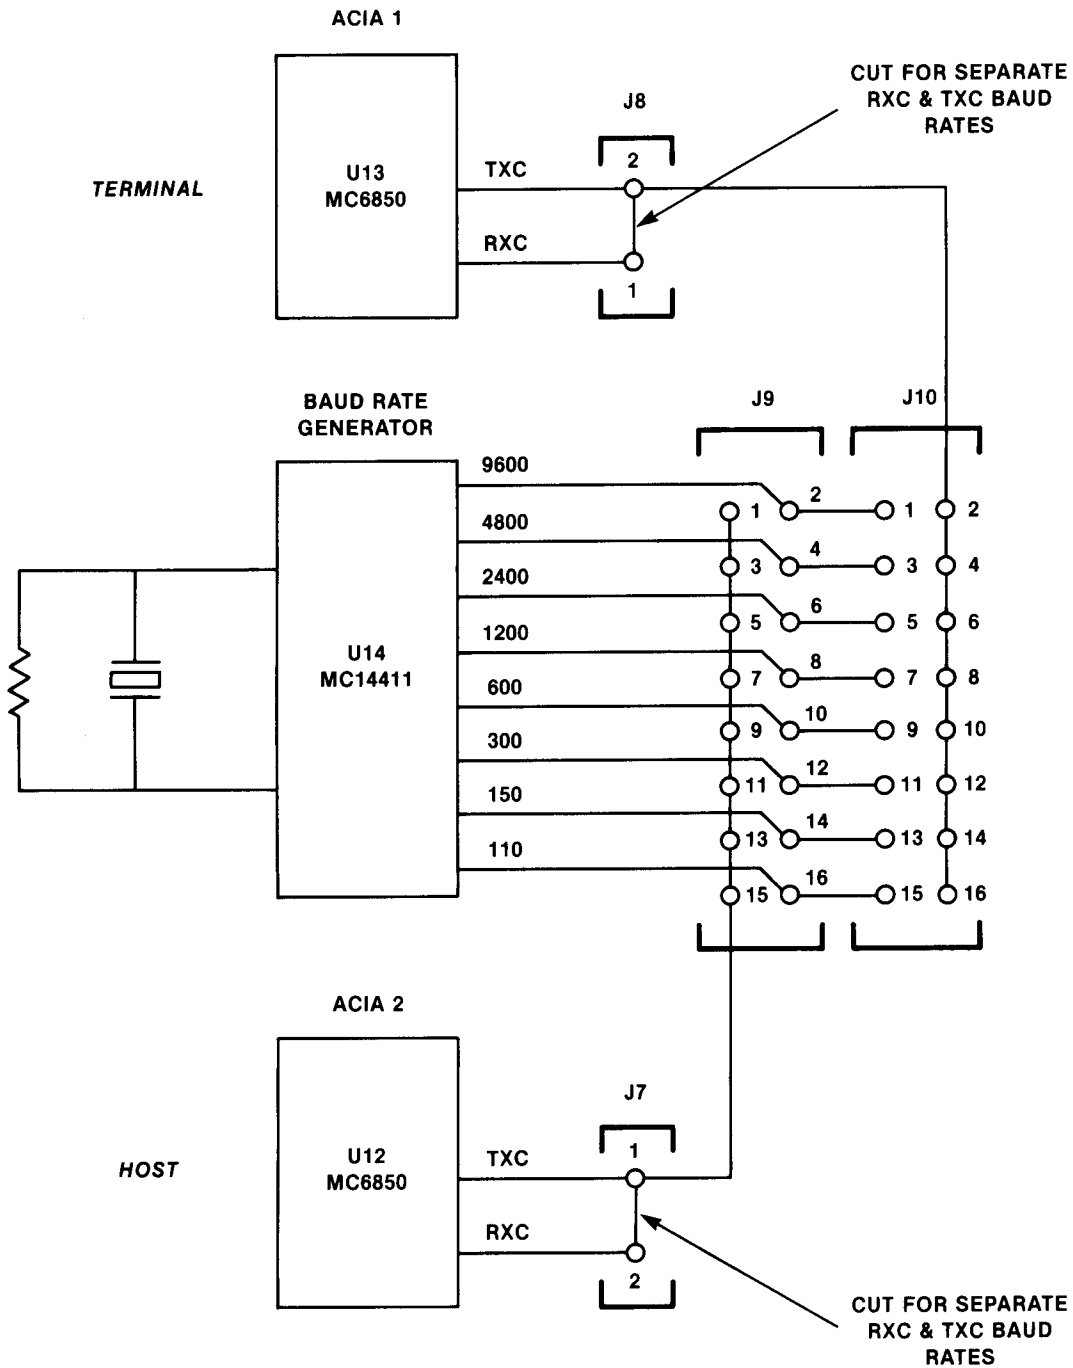 ACIA 1
CUT FOR SEPARATE
RXC & TXC BAUD
RATES
J8
U13
MC6850
TERMINAL
TXC
2
RXC
1
BAUD RATE
GENERATOR
J9
J10
9600
4800
2400
1200
600
300
150
110
U14
MC14411
1 2 1 2
3 4 3 4
5 6 5 6
7 8 7 8
9 10 9 10
11 12 11 12
13 14 13 14
15 16 15 16
ACIA 2
J7
U12
MC6850
HOST
TXC
1
RXC
2
CUT FOR SEPARATE
RXC & TXC BAUD
RATES